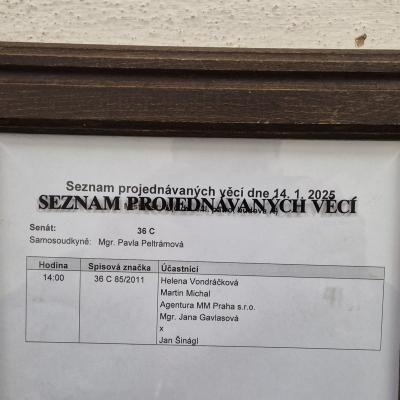 Seznam projednávaných věcí dne 14. 1. 2025
SEZNAM PROJEDNÁVANÝCH VĚCÍ
Senát: 36 C
Samosoudkyně: Mgr. Pavla Peltrámová
Hodina Spisová značka Účastníci
14:00 36 C 85/2011 Helena Vondráčková
Martin Michal
Agentura MM Praha s.r.o.
Mgr. Jana Gavlasová
x
Jan Šinágl